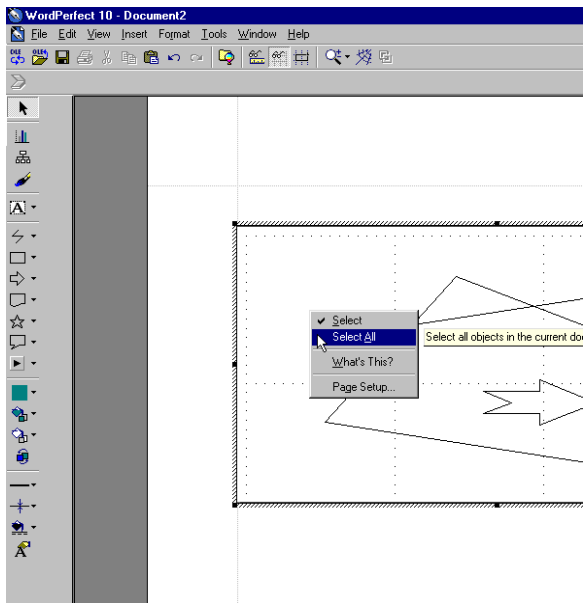 WordPerfect 10 - Document2
File Edit View Insert Format Tools Window Help
A
Select
Select All
Select all objects in the current doc
What's This?
Page Setup...
A